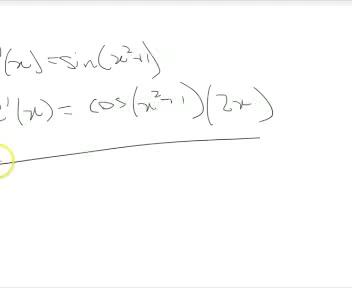 '(x) = sin(x²+1)
'(x) = cos(x²+1)(2x)